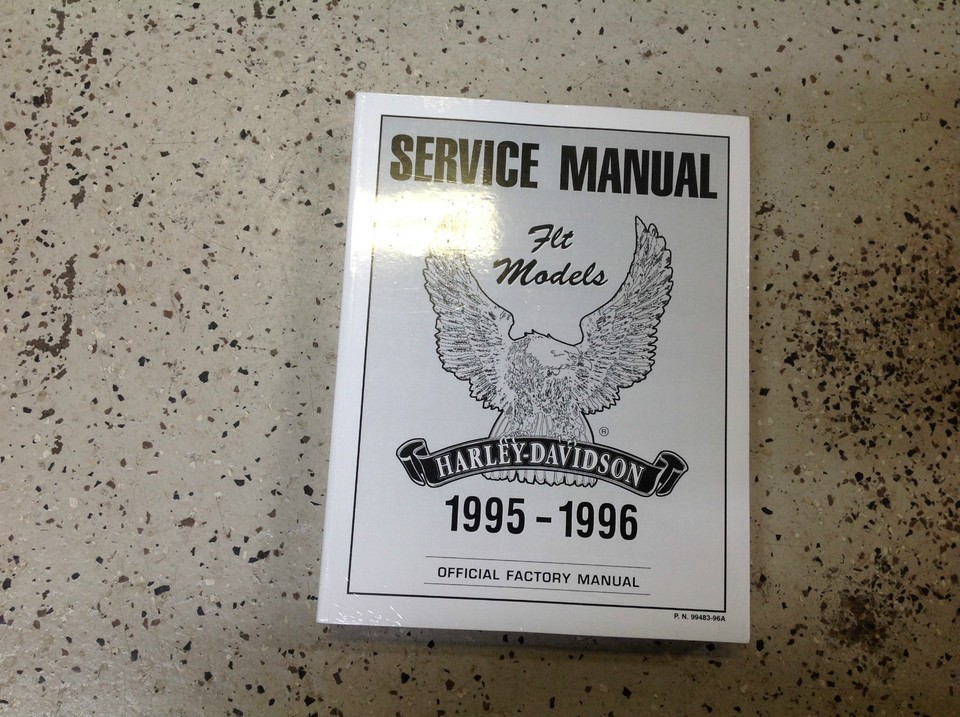 SERVICE MANUAL
Flt
Models
®
HARLEY-DAVIDSON
1995 - 1996
OFFICIAL FACTORY MANUAL
P. N. 99483-96A